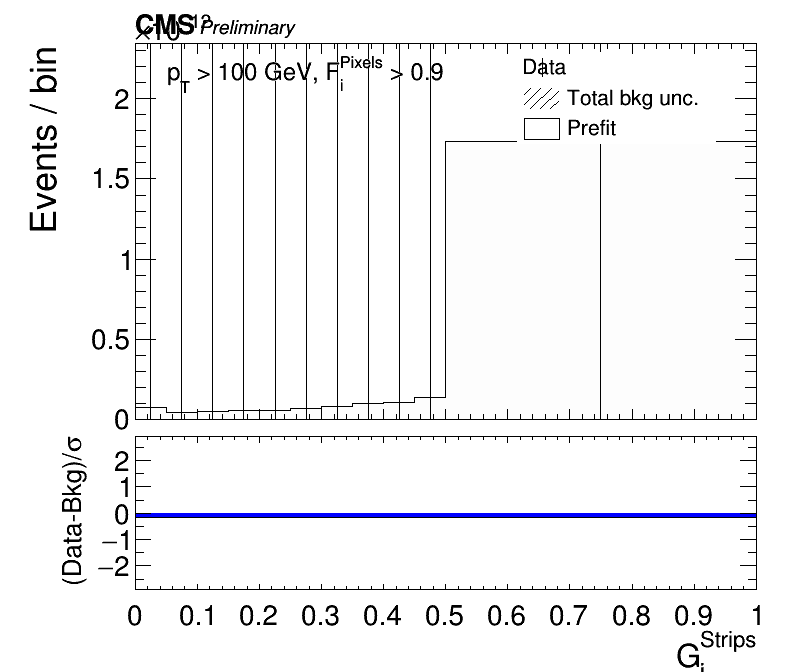 CMS Preliminary
×10^12
p_T > 100 GeV, F_i^Pixels > 0.9
Data
Total bkg unc.
Prefit
Events / bin
2
1.5
1
0.5
0
(Data-Bkg)/σ
2
1
0
−1
−2
0 0.1 0.2 0.3 0.4 0.5 0.6 0.7 0.8 0.9 1
G_i^Strips